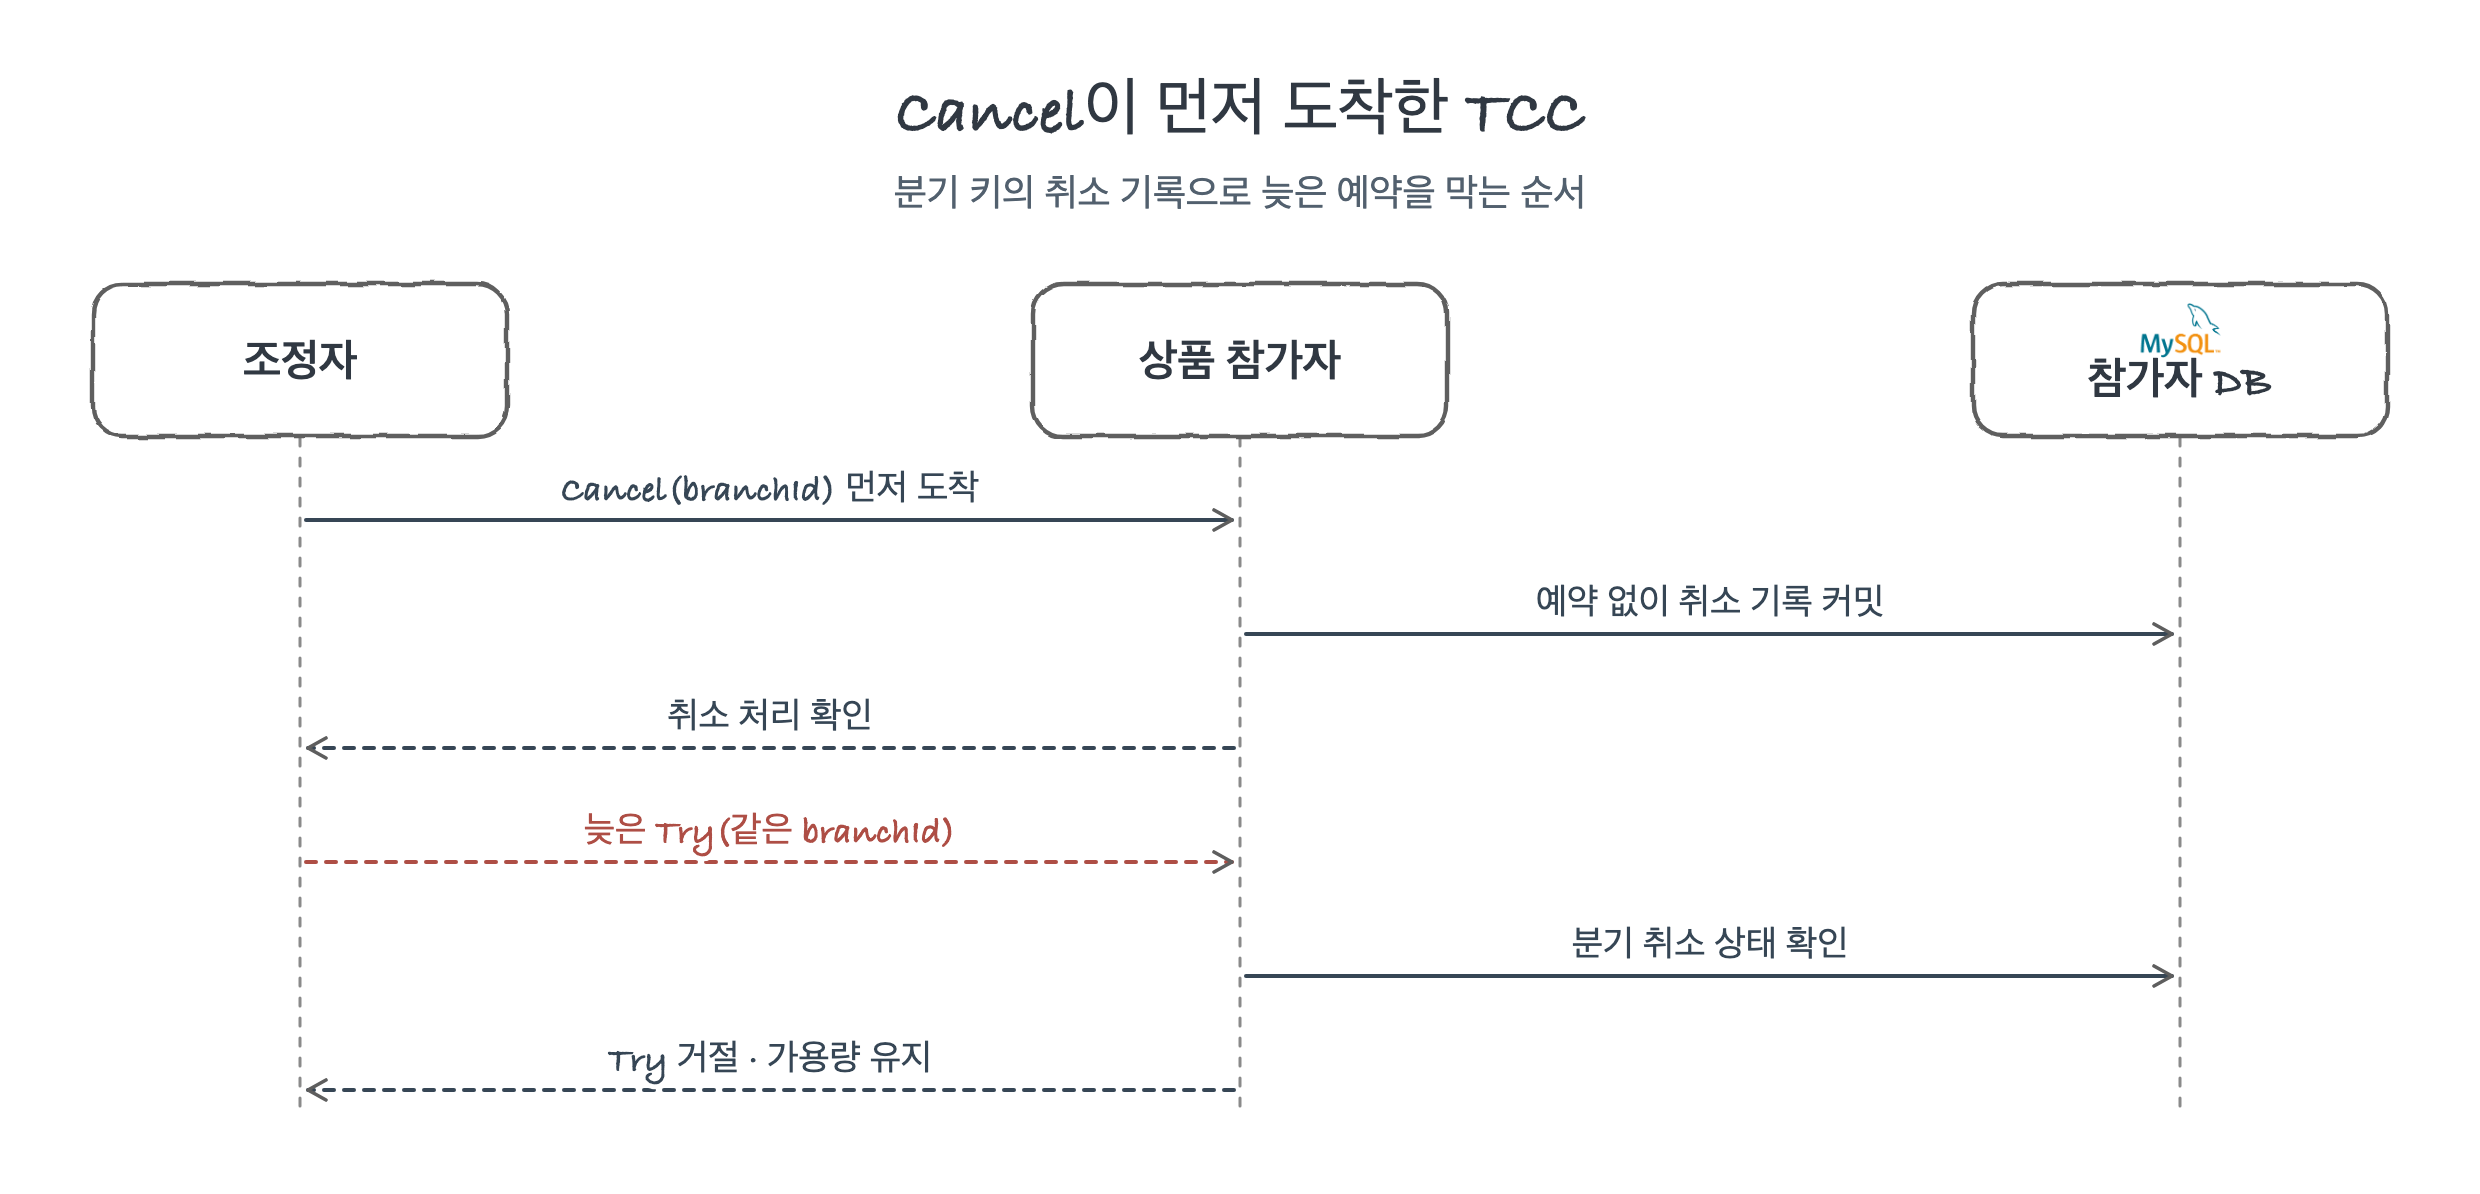 Cancel이 먼저 도착한 TCC
분기 키의 취소 기록으로 늦은 예약을 막는 순서
조정자
상품 참가자
MySQL
참가자 DB
Cancel(branchId) 먼저 도착
예약 없이 취소 기록 커밋
취소 처리 확인
늦은 Try(같은 branchId)
분기 취소 상태 확인
Try 거절 · 가용량 유지